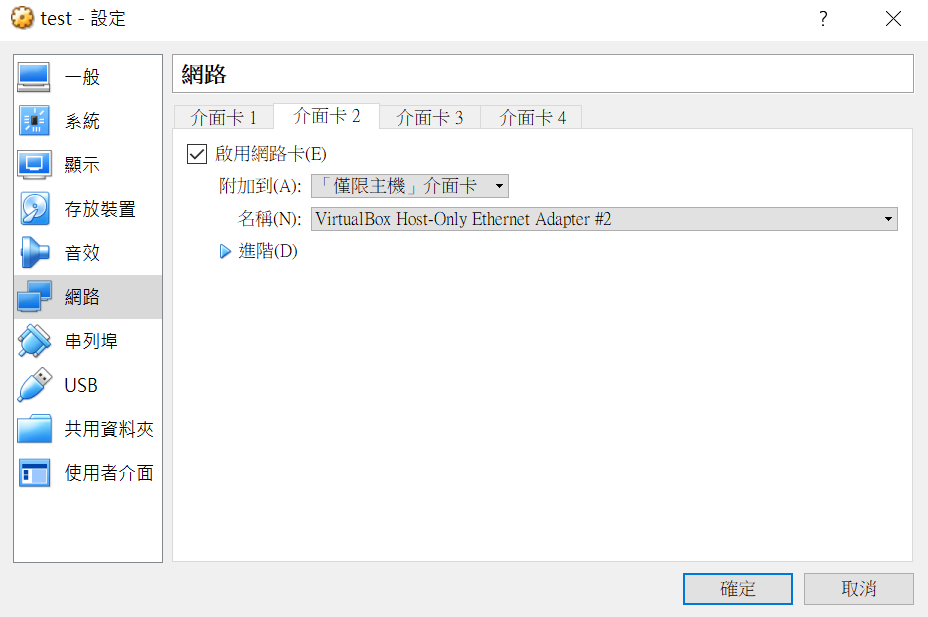 test - 設定
?
一般
系統
顯示
存放裝置
音效
網路
串列埠
USB
共用資料夾
使用者介面
網路
介面卡 1
介面卡 2
介面卡 3
介面卡 4
啟用網路卡(E)
附加到(A): 「僅限主機」介面卡
名稱(N): VirtualBox Host-Only Ethernet Adapter #2
進階(D)
確定
取消